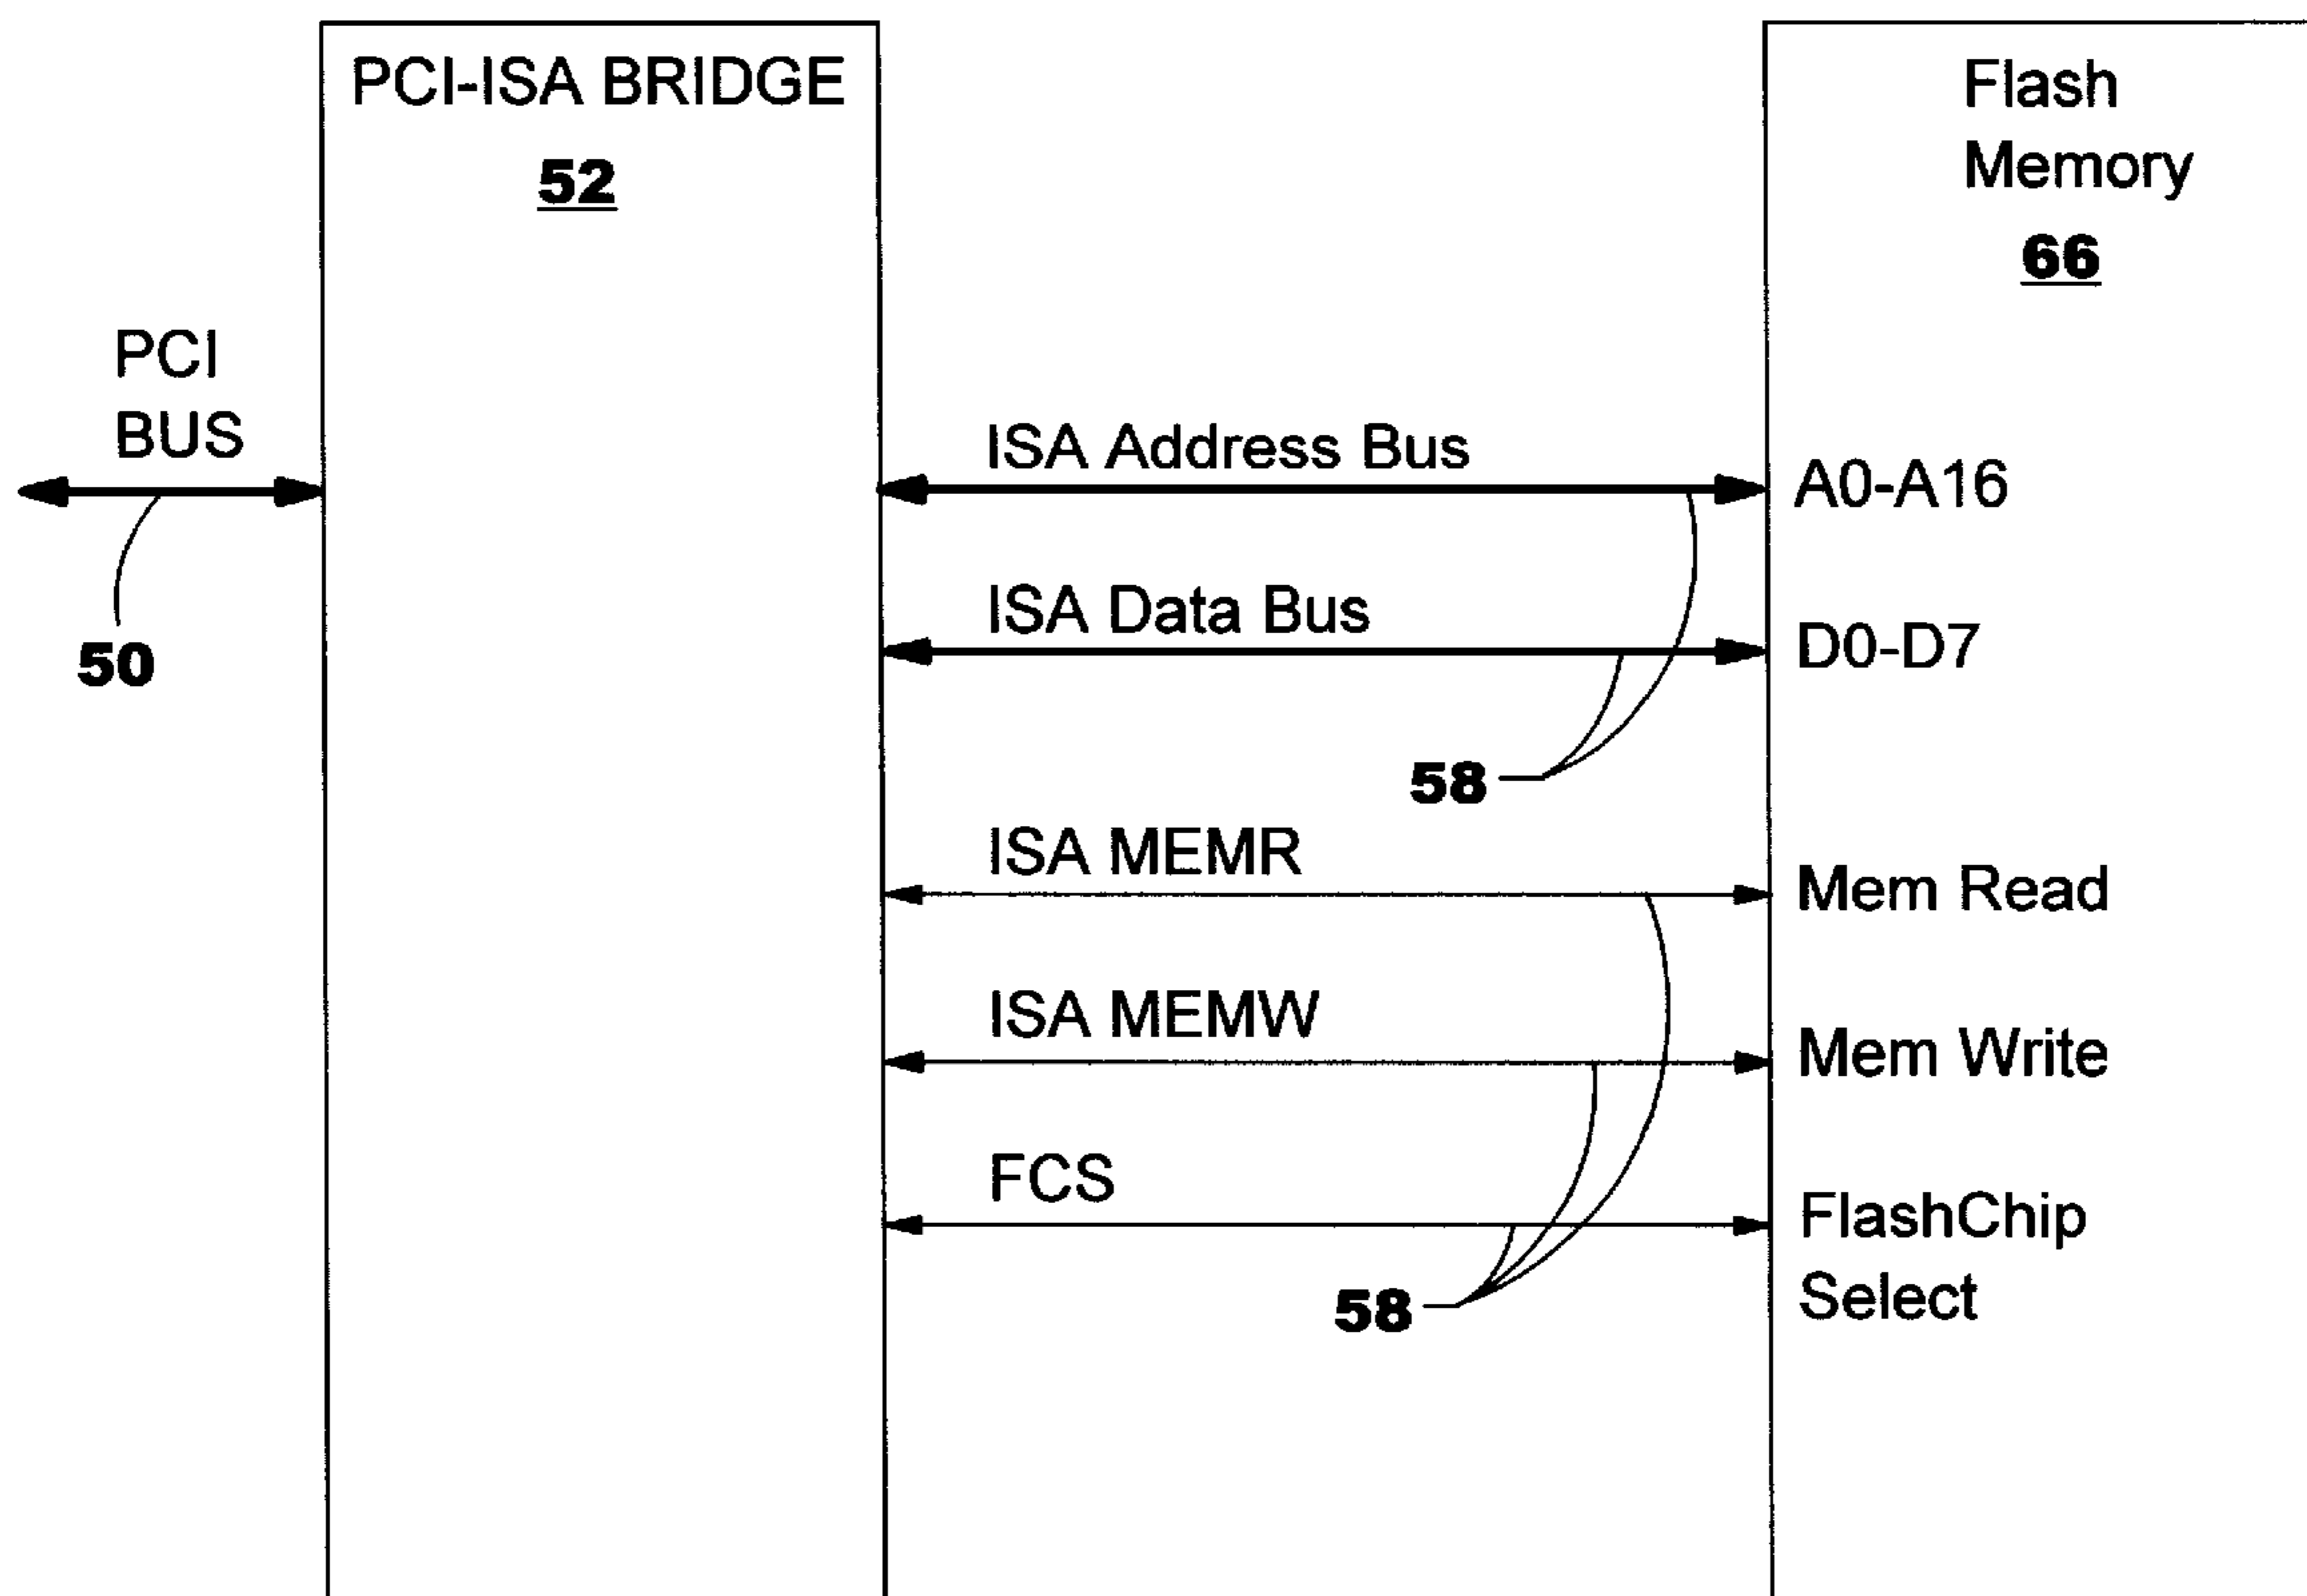 PCI-ISA BRIDGE
52
Flash
Memory
66
PCI
BUS
50
ISA Address Bus
A0-A16
ISA Data Bus
D0-D7
58
ISA MEMR
Mem Read
ISA MEMW
Mem Write
FCS
FlashChip
Select
58